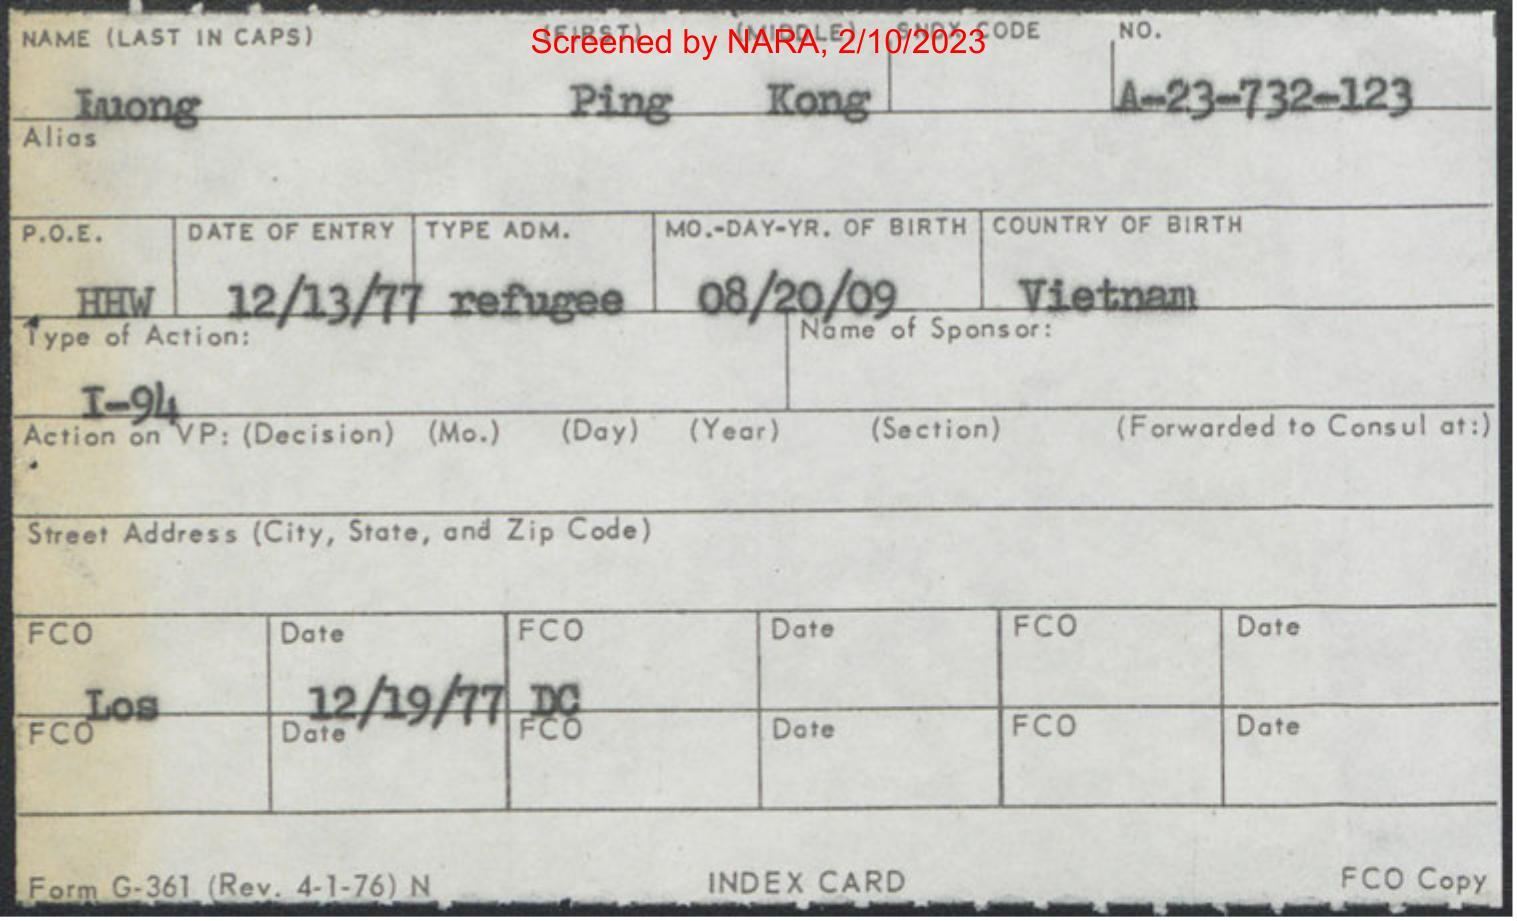 Screened by NARA, 2/10/2023
NAME (LAST IN CAPS) (FIRST) (MIDDLE) SNDX CODE NO.
Luong Ping Kong A-23-732-123
Alias
P.O.E. DATE OF ENTRY TYPE ADM. MO.-DAY-YR. OF BIRTH COUNTRY OF BIRTH
HHW 12/13/77 refugee 08/20/09 Vietnam
Type of Action: Name of Sponsor:
I-94
Action on VP: (Decision) (Mo.) (Day) (Year) (Section) (Forwarded to Consul at:)
Street Address (City, State, and Zip Code)
FCO Date FCO Date FCO Date
Los 12/19/77 DC
FCO Date FCO Date FCO Date
Form G-361 (Rev. 4-1-76) N INDEX CARD FCO Copy